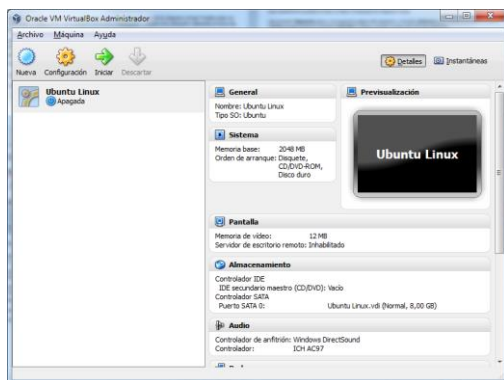 Oracle VM VirtualBox Administrador
Archivo Máquina Ayuda
Nueva Configuración Iniciar Descartar
Detalles Instantáneas
Ubuntu Linux
Apagada
General
Nombre: Ubuntu Linux
Tipo SO: Ubuntu
Sistema
Memoria base: 2048 MB
Orden de arranque: Disquete,
CD/DVD-ROM,
Disco duro
Previsualización
Ubuntu Linux
Pantalla
Memoria de vídeo: 12 MB
Servidor de escritorio remoto: Inhabilitado
Almacenamiento
Controlador IDE
IDE secundario maestro (CD/DVD): Vacío
Controlador SATA
Puerto SATA 0: Ubuntu Linux.vdi (Normal, 8,00 GB)
Audio
Controlador de anfitrión: Windows DirectSound
Controlador: ICH AC97